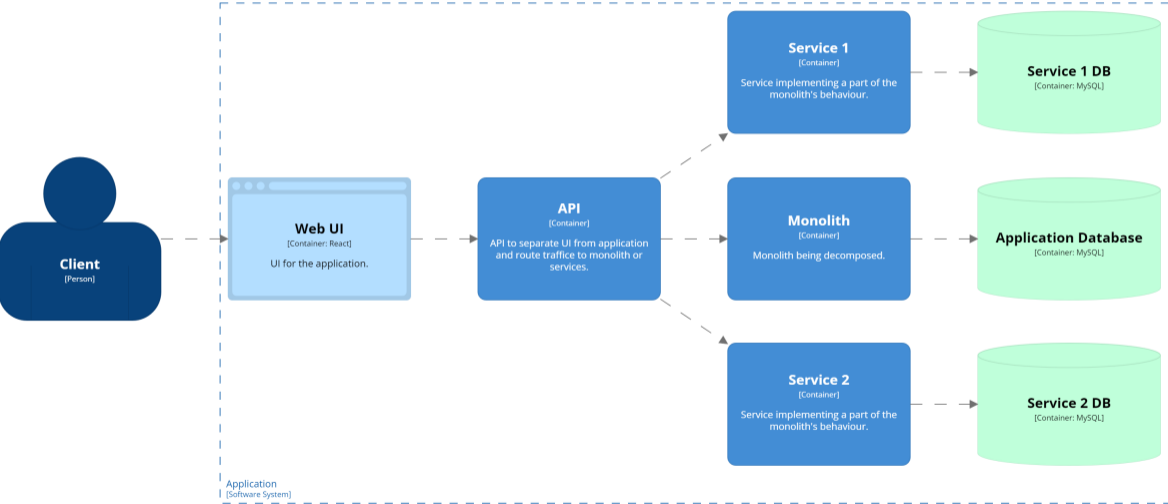 Client
[Person]
Web UI
[Container: React]
UI for the application.
API
[Container]
API to separate UI from application
and route traffice to monolith or
services.
Service 1
[Container]
Service implementing a part of the
monolith's behaviour.
Service 1 DB
[Container: MySQL]
Monolith
[Container]
Monolith being decomposed.
Application Database
[Container: MySQL]
Service 2
[Container]
Service implementing a part of the
monolith's behaviour.
Service 2 DB
[Container: MySQL]
Application
[Software System]